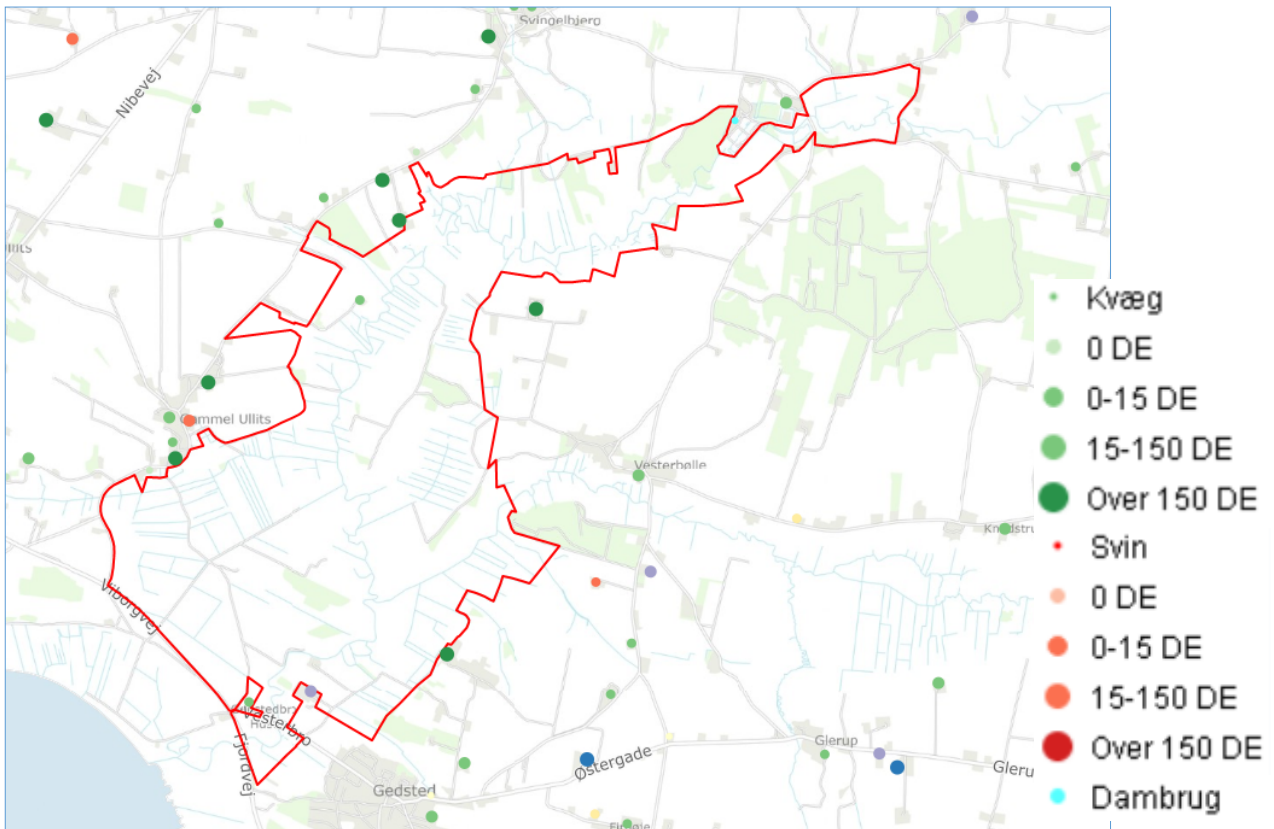 Svingelbjerg
Nibevej
Gammel Ullits
Vesterbølle
Viborgvej
Vesterbro
Fjordvej
Østergade
Glerup
Gedsted
Kvæg
0 DE
0-15 DE
15-150 DE
Over 150 DE
Svin
0 DE
0-15 DE
15-150 DE
Over 150 DE
Dambrug